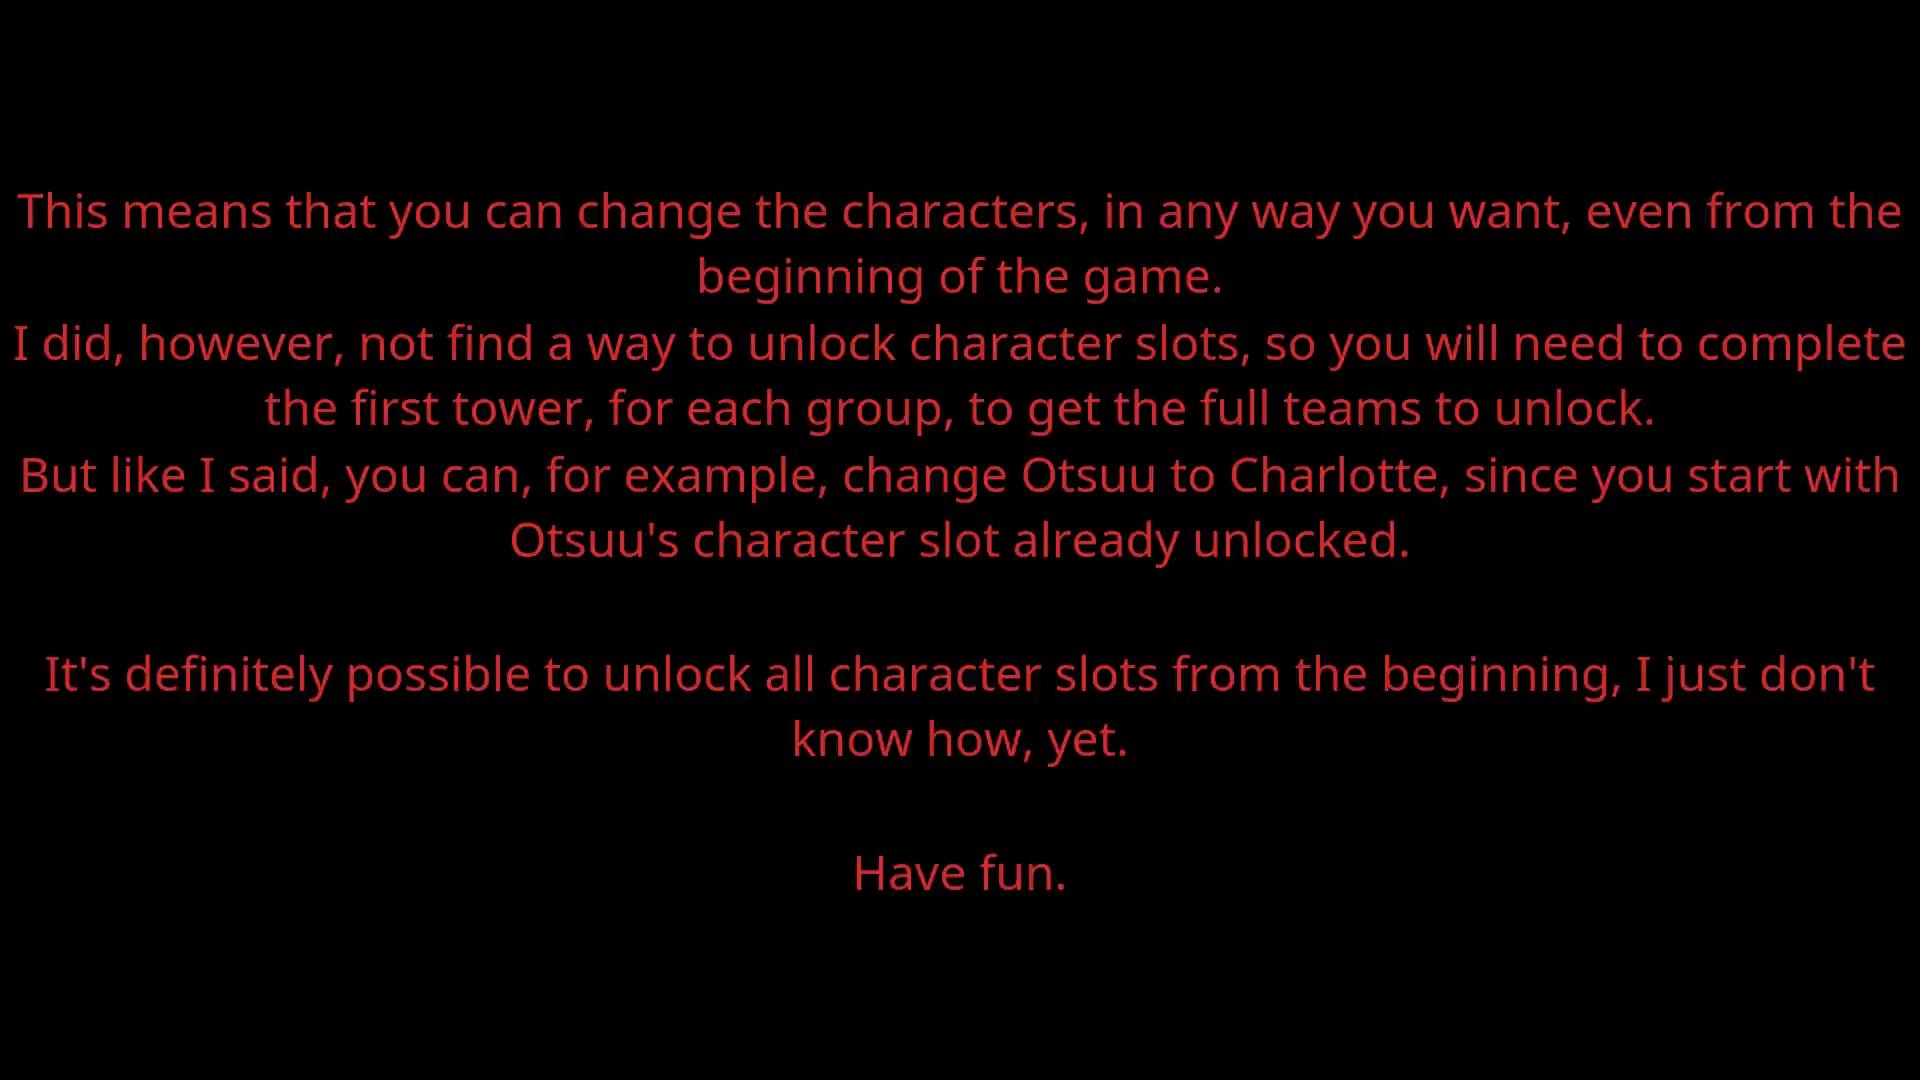 This means that you can change the characters, in any way you want, even from the
beginning of the game.
I did, however, not find a way to unlock character slots, so you will need to complete
the first tower, for each group, to get the full teams to unlock.
But like I said, you can, for example, change Otsuu to Charlotte, since you start with
Otsuu's character slot already unlocked.
It's definitely possible to unlock all character slots from the beginning, I just don't
know how, yet.
Have fun.